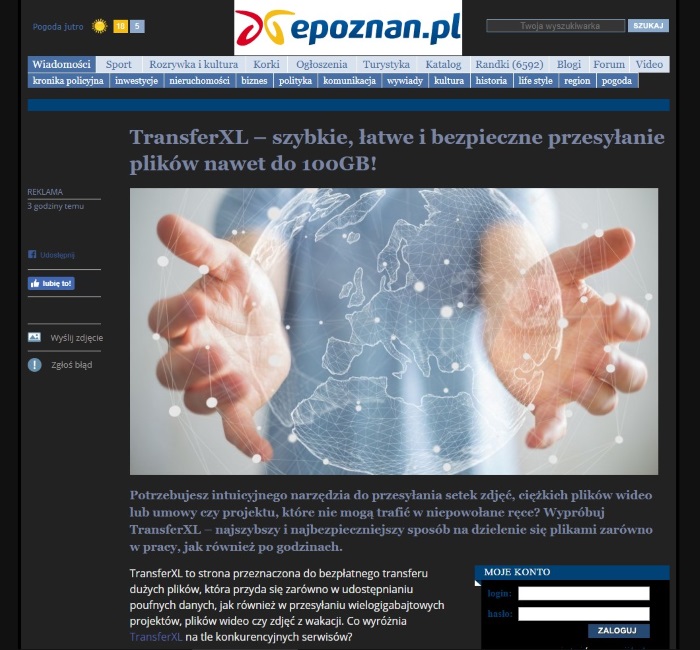 Pogoda Jutro
18 5
epoznan.pl
Twoja wyszukiwarka SZUKAJ
Wiadomości Sport Rozrywka i kultura Korki Ogłoszenia Turystyka Katalog Randki (6592) Blogi Forum Wideo
kronika policyjna inwestycje nieruchomości biznes polityka komunikacja wywiady kultura historia life style region pogoda
TransferXL – szybkie, łatwe i bezpieczne przesyłanie
plików nawet do 100GB!
REKLAMA
3 godziny temu
Udostępnij
lubię to!
Wyślij zdjęcie
Zgłoś błąd
Potrzebujesz intuicyjnego narzędzia do przesyłania setek zdjęć, ciężkich plików wideo
lub umowy czy projektu, które nie mogą trafić w niepowołane ręce? Wypróbuj
TransferXL – najszybszy i najbezpieczniejszy sposób na dzielenie się plikami zarówno
w pracy, jak również po godzinach.
TransferXL to strona przeznaczona do bezpłatnego transferu
dużych plików, która przyda się zarówno w udostępnianiu
poufnych danych, jak również w przesyłaniu wielogigabajtowych
projektów, plików wideo czy zdjęć z wakacji. Co wyróżnia
TransferXL na tle konkurencyjnych serwisów?
MOJE KONTO
login:
hasło:
ZALOGUJ